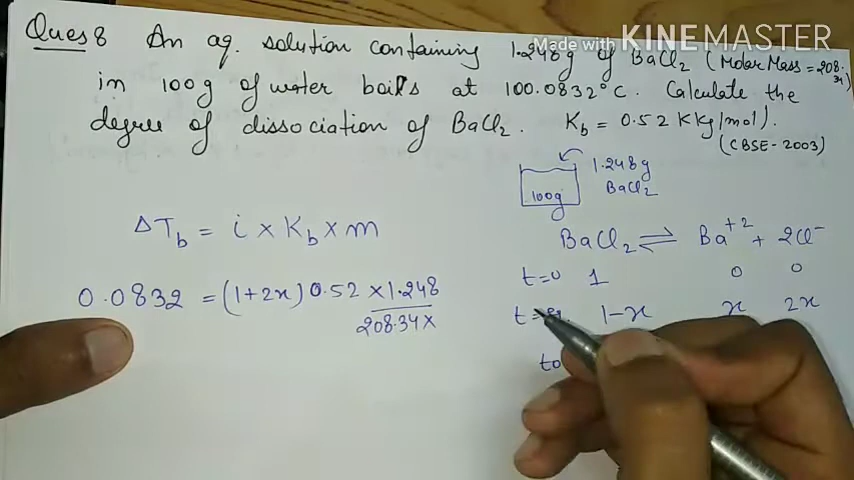 Made with KINEMASTER
Ques 8 An aq. solution containing 1.248g of BaCl2 (Molar Mass = 208.34)
in 100g of water boils at 100.0832°C. Calculate the
degree of dissociation of BaCl2. Kb = 0.52 K Kg/mol).
(CBSE-2003)
1.248g
BaCl2
100g
ΔTb = i × Kb × m
BaCl2 ⇌ Ba+2 + 2Cl-
t=0 1 0 0
0.0832 = (1+2x) 0.52 × 1.248
208.34 ×
t= 1-x x 2x
to